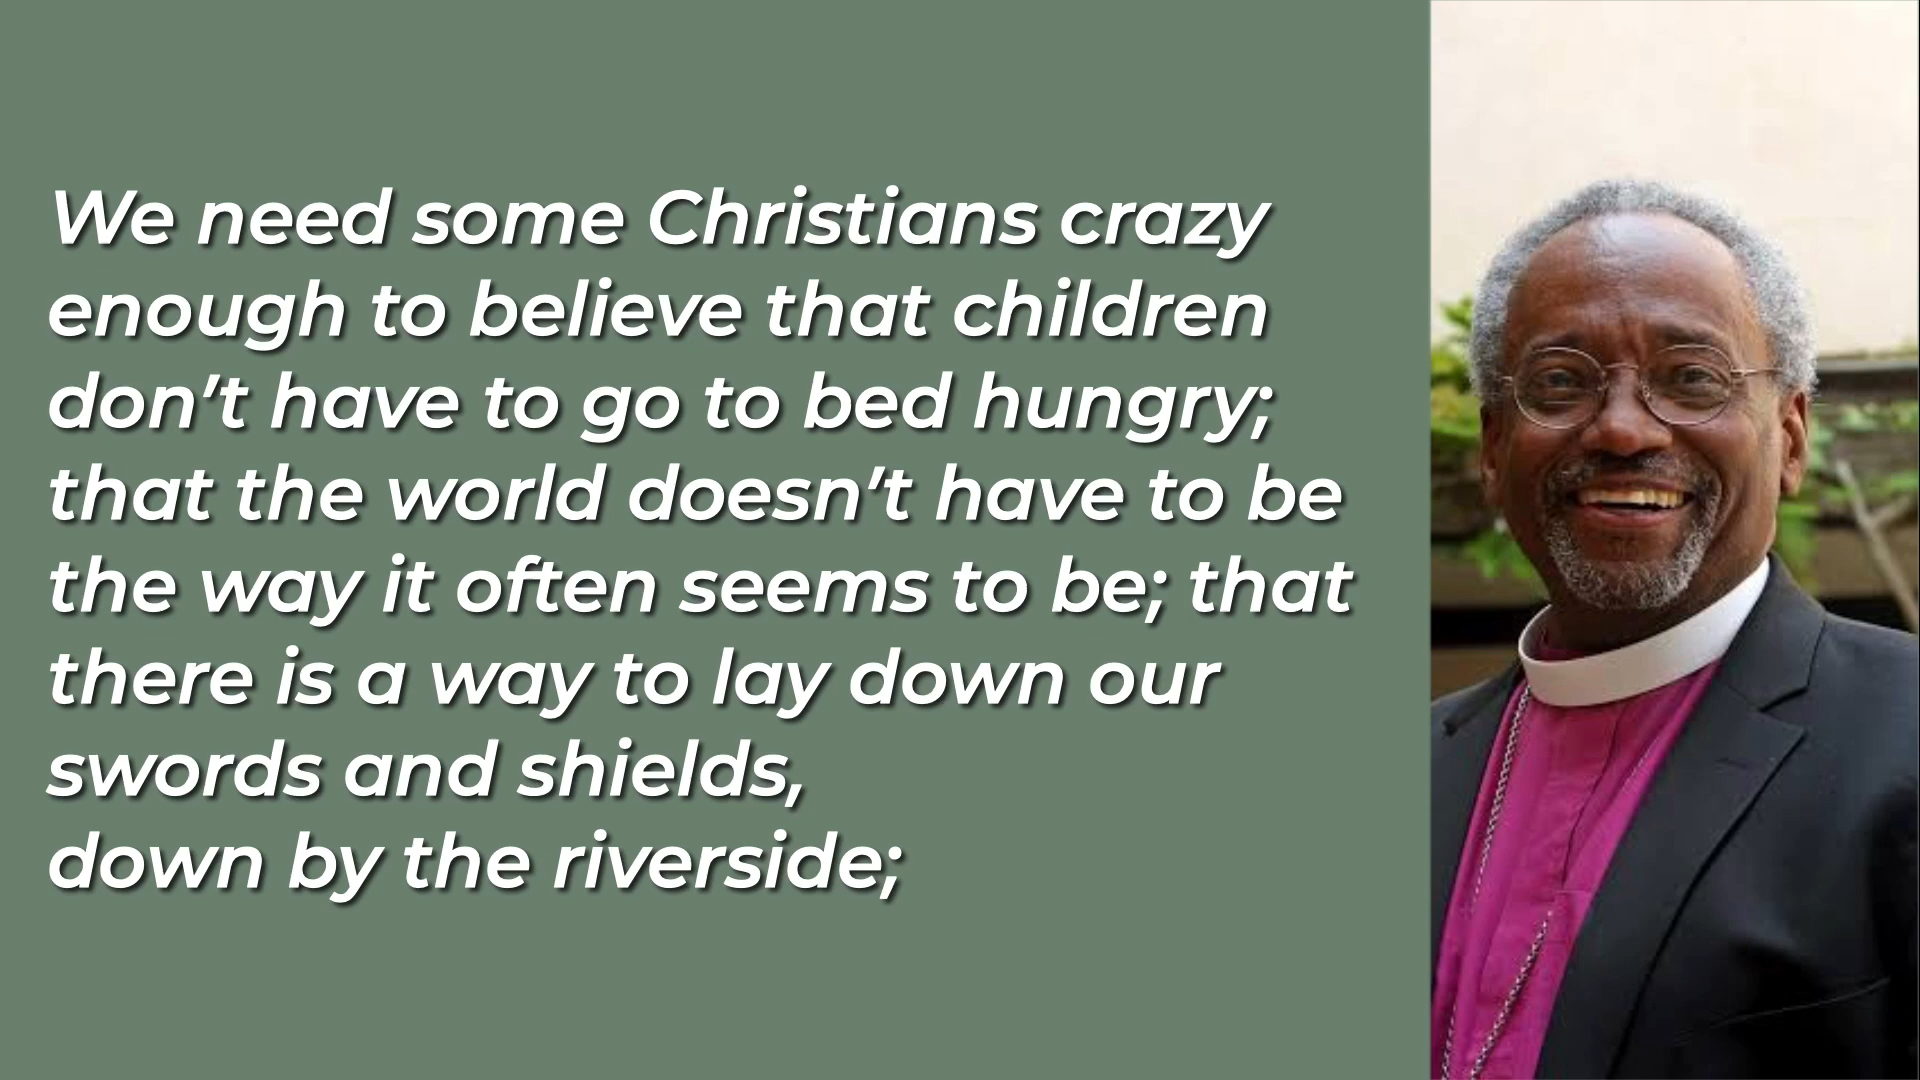 We need some Christians crazy
enough to believe that children
don’t have to go to bed hungry;
that the world doesn’t have to be
the way it often seems to be; that
there is a way to lay down our
swords and shields,
down by the riverside;